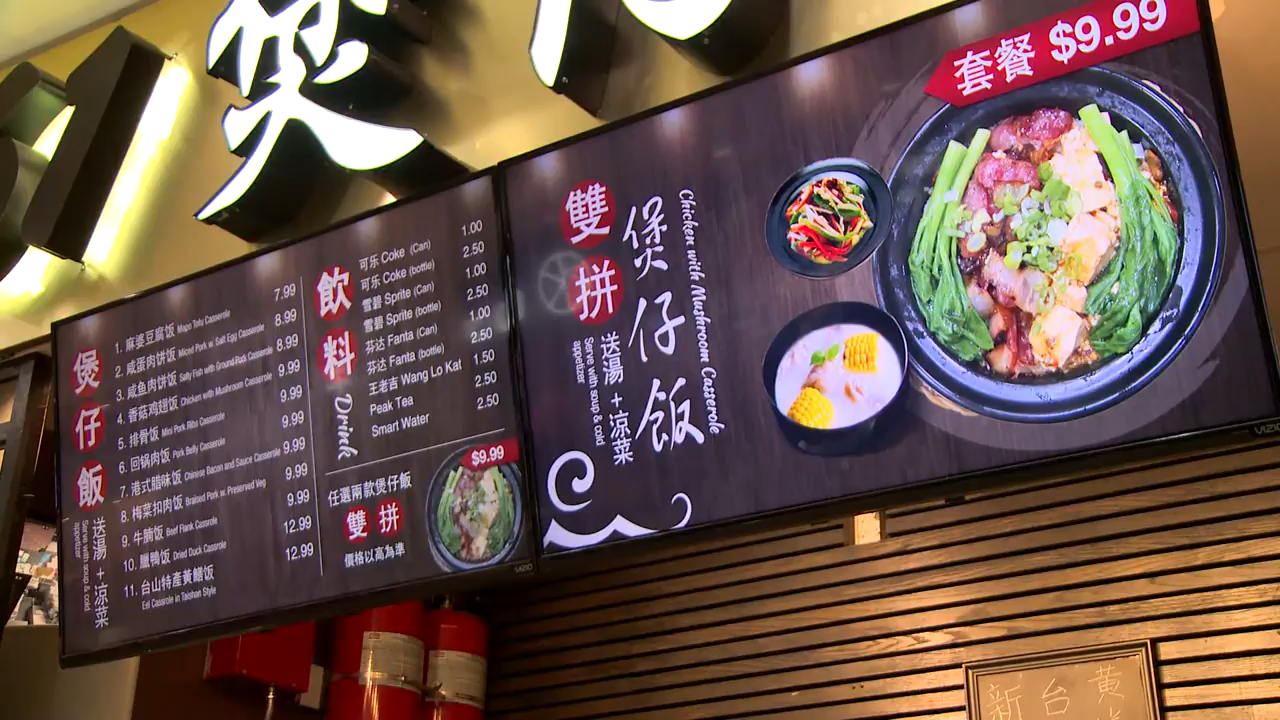 煲
煲仔飯
送湯+涼菜
Serve with soup & cold appetizer
1. 麻婆豆腐饭 Mapo Tofu Casserole 7.99
2. 咸蛋肉饼饭 Minced Pork w. Salt Egg Casserole 8.99
3. 咸鱼肉饼饭 Salty Fish with Ground Pork Casserole 8.99
4. 香菇鸡翅饭 Chicken with Mushroom Casserole 9.99
5. 排骨饭 Mini Pork Ribs Casserole 9.99
6. 回锅肉饭 Pork Belly Casserole 9.99
7. 港式腊味饭 Chinese Bacon and Sauce Casserole 9.99
8. 梅菜扣肉饭 Braised Pork w. Preserved Veg 9.99
9. 牛腩饭 Beef Flank Casserole 9.99
10. 臘鴨饭 Dried Duck Casserole 12.99
11. 台山特產黃鱔饭 12.99
Eel Casserole in Taishan Style
飲料
Drink
可乐 Coke (Can) 1.00
可乐 Coke (bottle) 2.50
雪碧 Sprite (Can) 1.00
雪碧 Sprite (bottle) 2.50
芬达 Fanta (Can) 1.00
芬达 Fanta (bottle) 2.50
王老吉 Wang Lo Kat 1.50
Peak Tea 2.50
Smart Water 2.50
任選兩款煲仔飯
雙拼
價格以高為準
$9.99
VIZIO
雙拼
送湯+涼菜
Serve with soup & cold appetizer
煲仔飯
Chicken with Mushroom Casserole
套餐 $9.99
VIZIO
新台黄